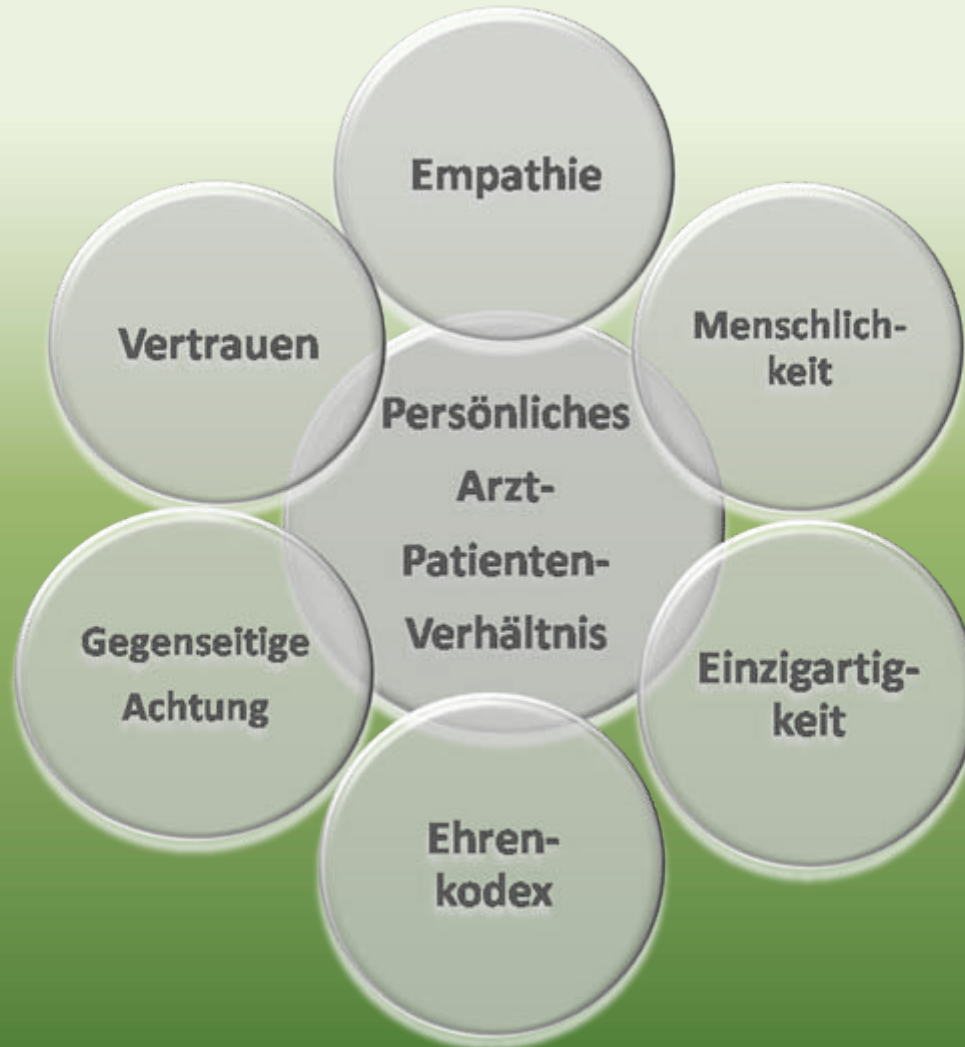 Empathie
Menschlich-
keit
Vertrauen
Persönliches
Arzt-
Patienten-
Verhältnis
Gegenseitige
Achtung
Einzigartig-
keit
Ehren-
kodex